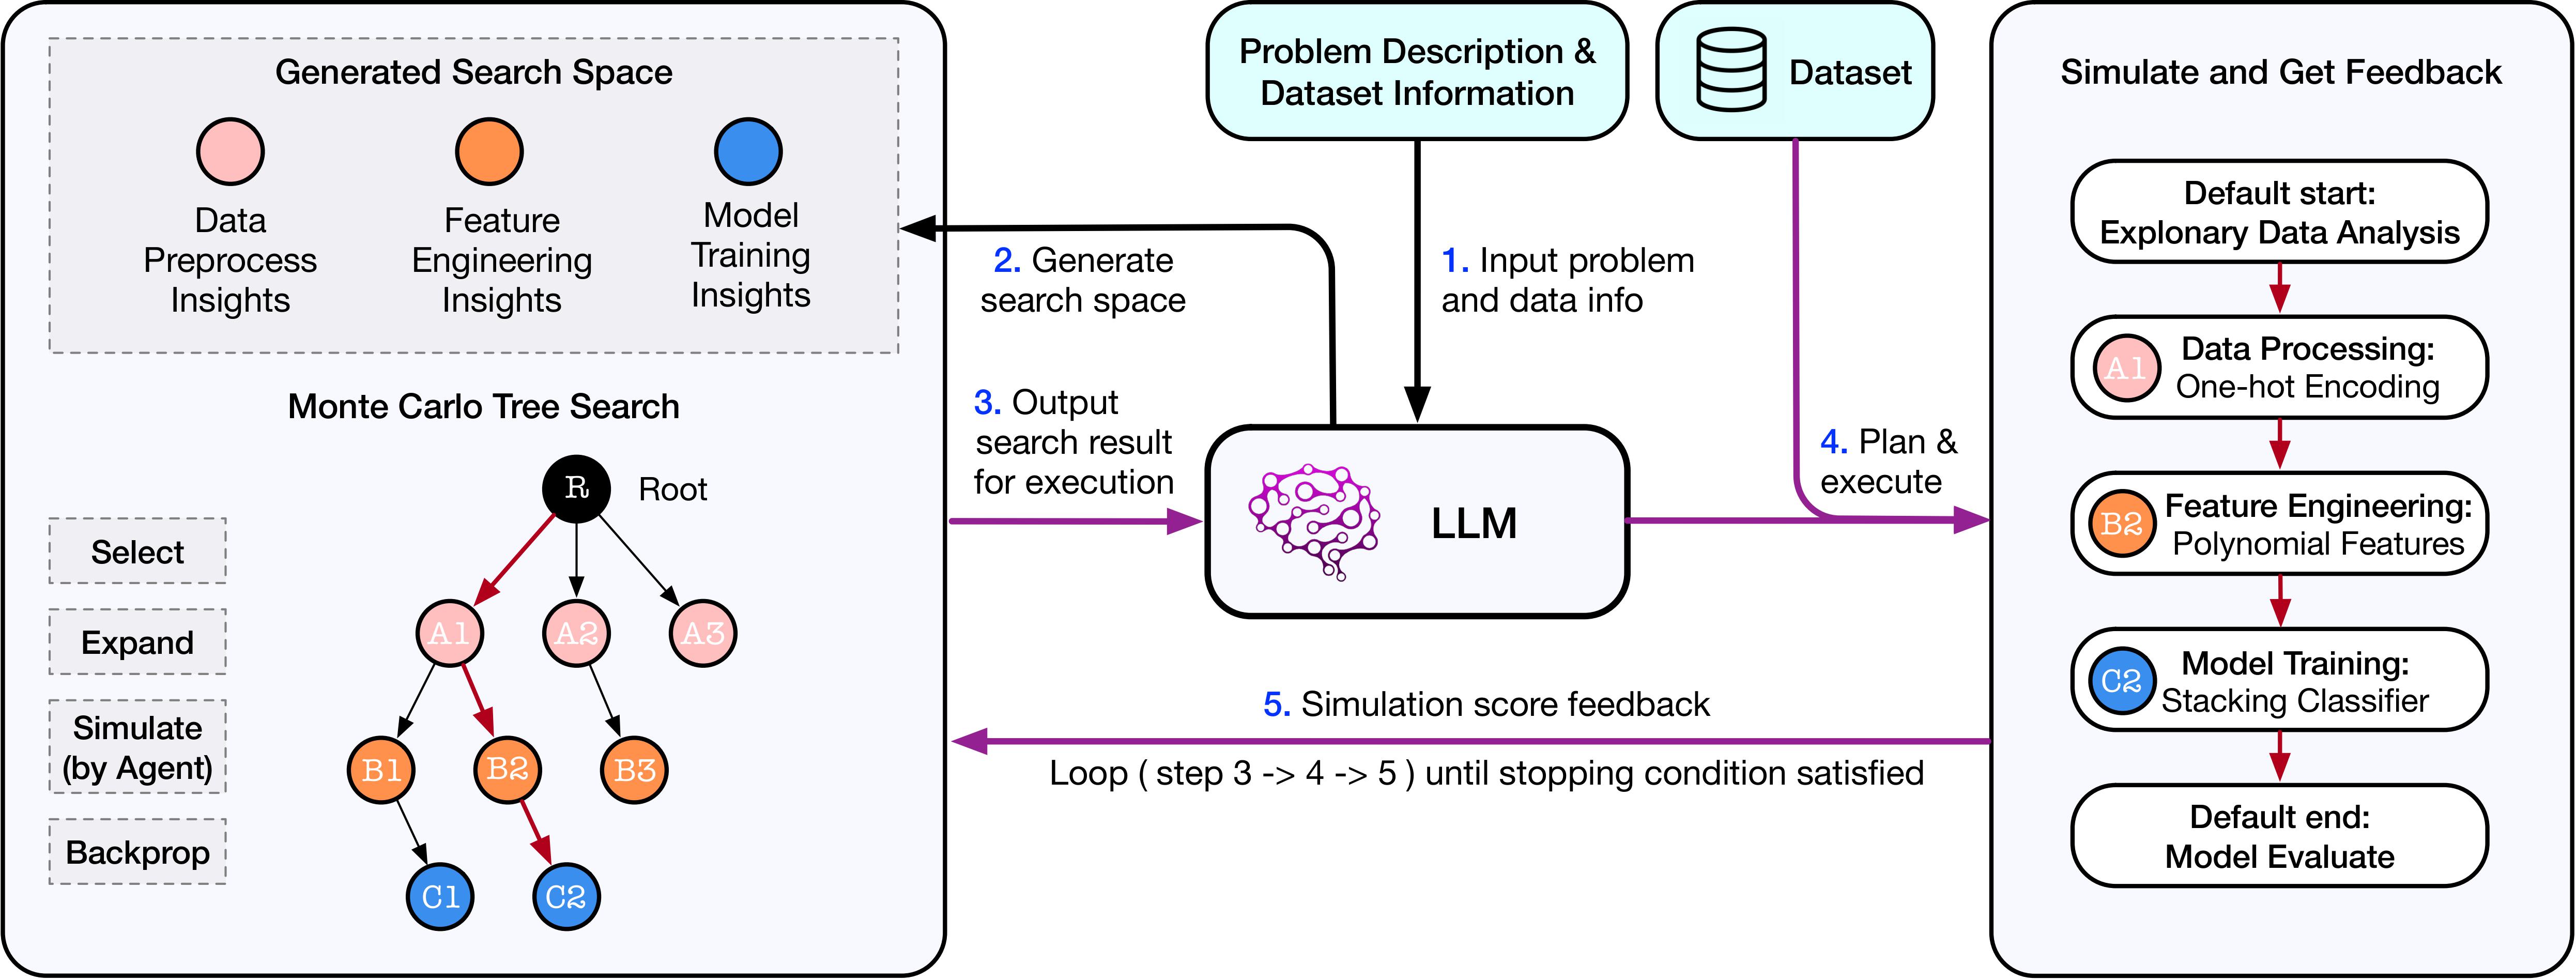 Generated Search Space
Data
Preprocess
Insights
Feature
Engineering
Insights
Model
Training
Insights
Monte Carlo Tree Search
R
Root
Select
Expand
Simulate
(by Agent)
Backprop
A1
A2
A3
B1
B2
B3
C1
C2
Problem Description &
Dataset Information
Dataset
1. Input problem
and data info
2. Generate
search space
3. Output
search result
for execution
LLM
4. Plan &
execute
5. Simulation score feedback
Loop ( step 3 -> 4 -> 5 ) until stopping condition satisfied
Simulate and Get Feedback
Default start:
Explonary Data Analysis
A1
Data Processing:
One-hot Encoding
B2
Feature Engineering:
Polynomial Features
C2
Model Training:
Stacking Classifier
Default end:
Model Evaluate